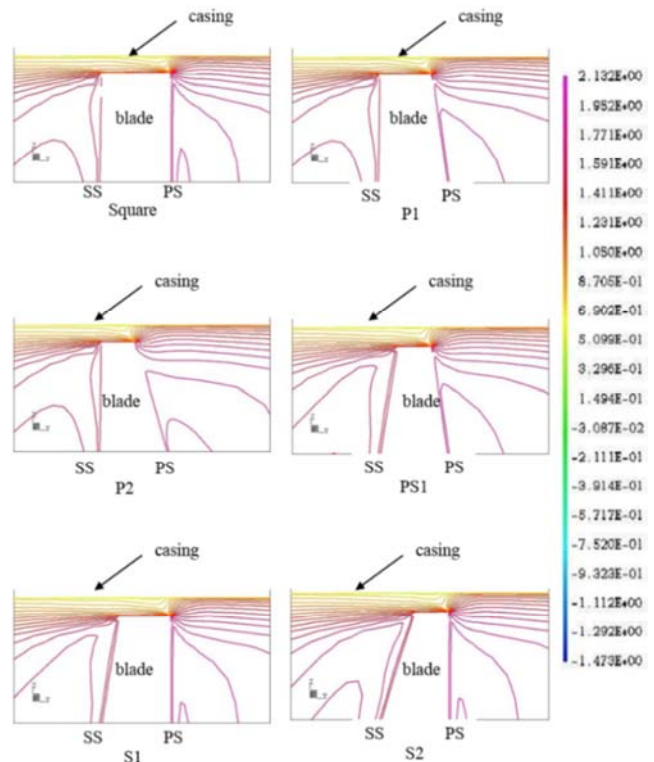 casing casing
blade blade
SS PS SS PS
Square P1
casing casing
blade blade
SS PS SS PS
P2 PS1
casing casing
blade blade
SS PS SS PS
S1 S2
2.132E+00
1.952E+00
1.771E+00
1.591E+00
1.411E+00
1.231E+00
1.050E+00
8.705E-01
6.902E-01
5.099E-01
3.296E-01
1.494E-01
-3.087E-02
-2.111E-01
-3.914E-01
-5.717E-01
-7.520E-01
-9.323E-01
-1.112E+00
-1.292E+00
-1.473E+00